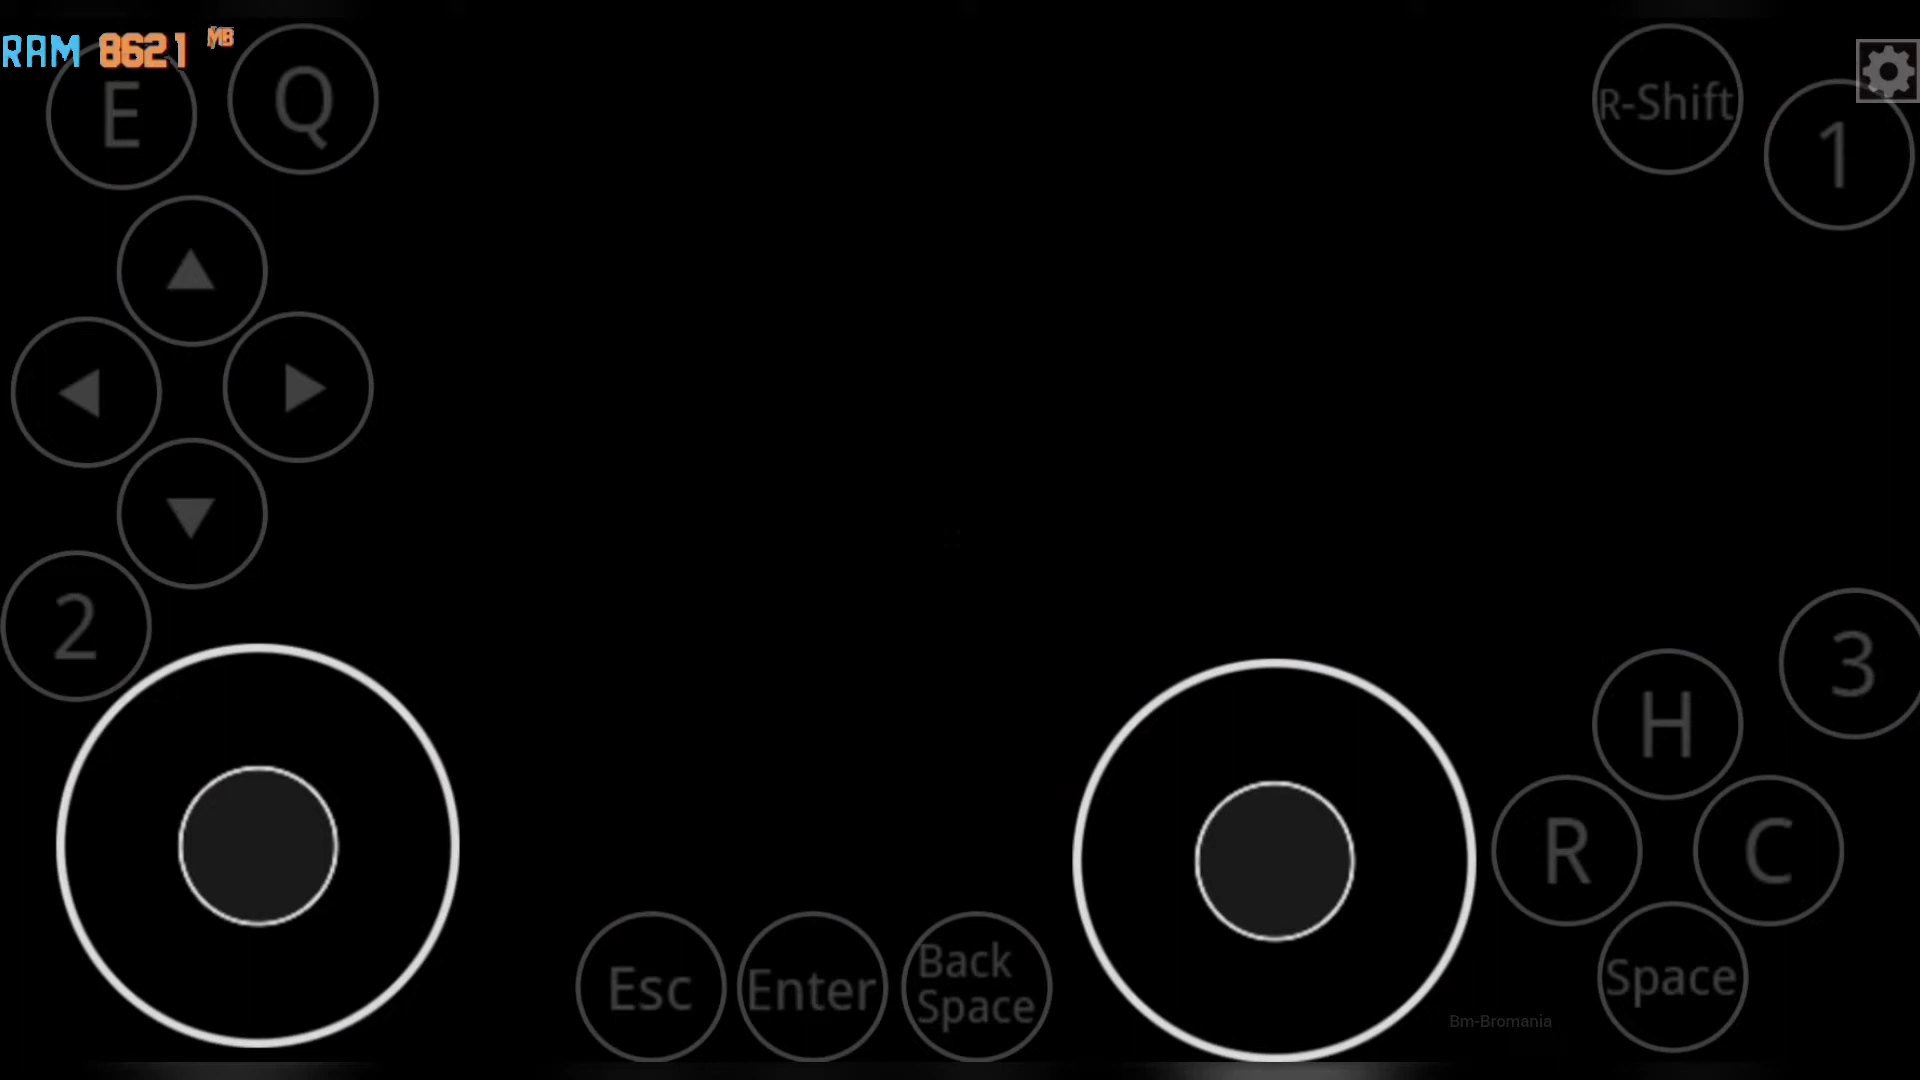 RAM 8621 MB
E
Q
R-Shift
1
2
3
H
R
C
Esc
Enter
Back
Space
Space
Bm-Bromania